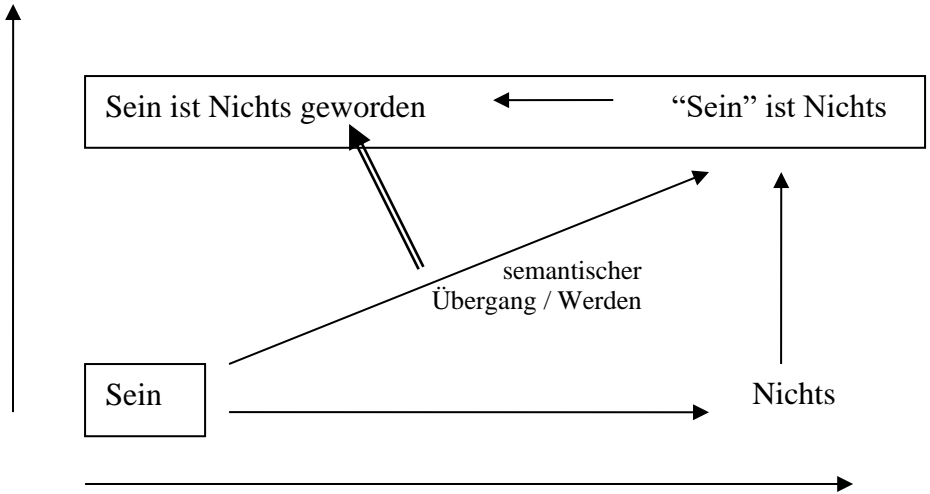 Sein ist Nichts geworden
“Sein” ist Nichts
semantischer
Übergang / Werden
Sein
Nichts